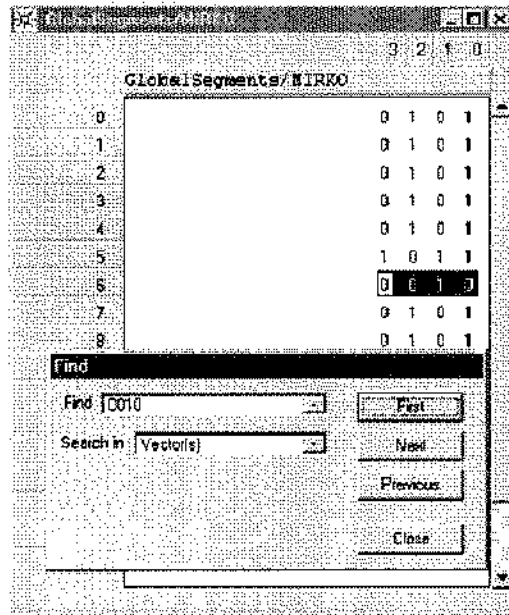 GlobalSegments/MIRKO
3 2 1 0
GlobalSegments/MIRKO
0 0 1 0 1
1 0 1 0 1
2 0 1 0 1
3 0 1 0 1
4 0 1 0 1
5 1 0 1 1
6 0 0 1 0
7 0 1 0 1
8 0 1 0 1
Find
Find 0010 First
Search in Vector(s) Next
Previous
Close